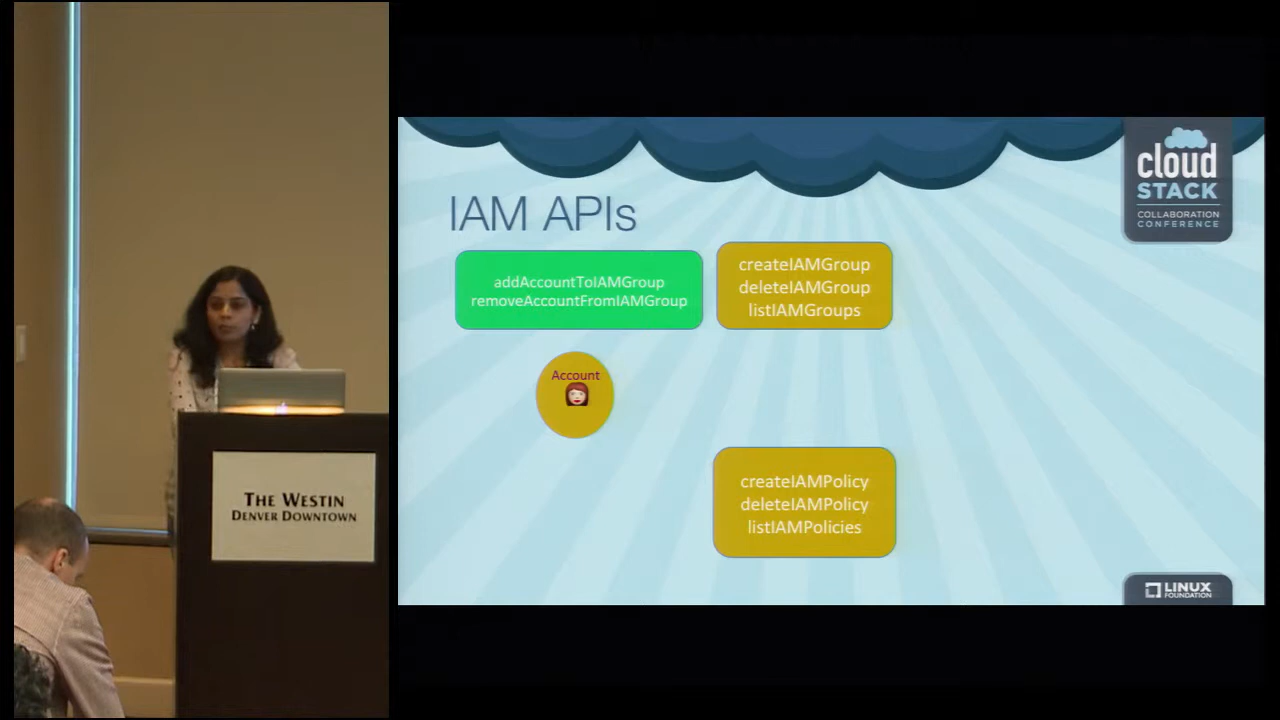 IAM APIs
addAccountToIAMGroup
removeAccountFromIAMGroup
createIAMGroup
deleteIAMGroup
listIAMGroups
Account
createIAMPolicy
deleteIAMPolicy
listIAMPolicies
cloud
STACK
COLLABORATION
CONFERENCE
LINUX
FOUNDATION
THE WESTIN
DENVER DOWNTOWN